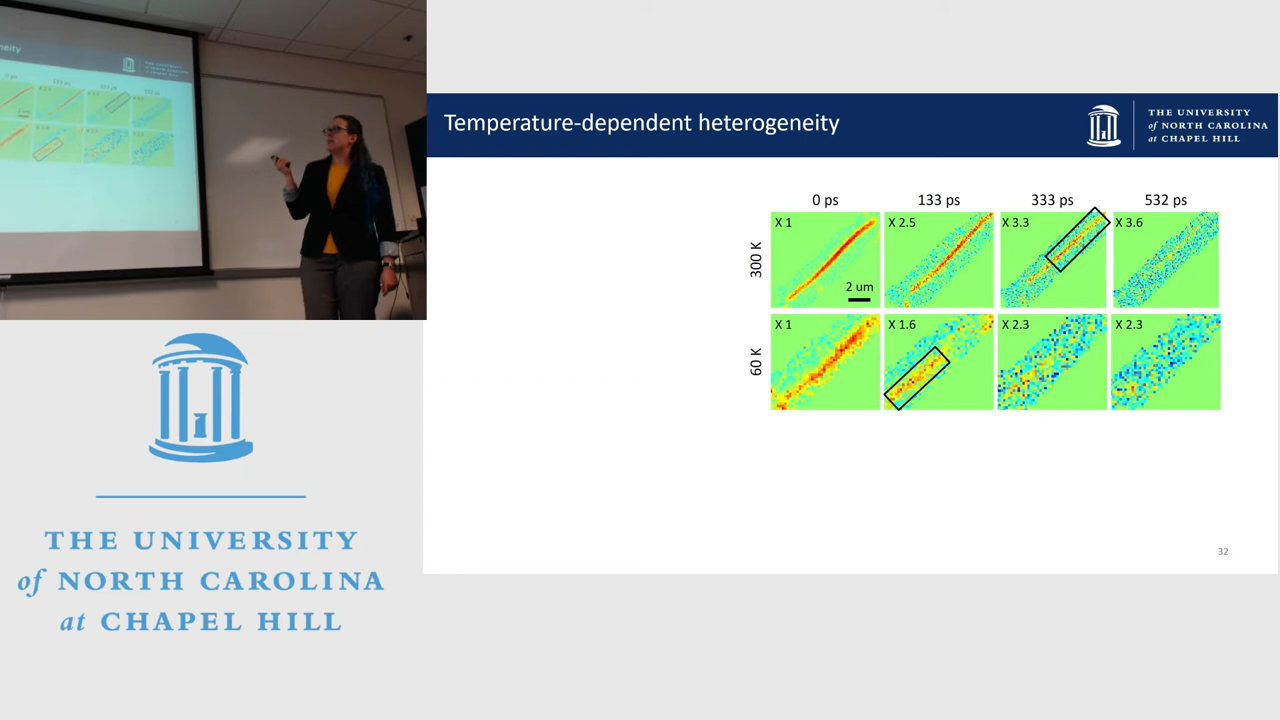 Temperature-dependent heterogeneity
THE UNIVERSITY
of NORTH CAROLINA
at CHAPEL HILL
0 ps
133 ps
333 ps
532 ps
300 K
X 1
X 2.5
X 3.3
X 3.6
2 um
60 K
X 1
X 1.6
X 2.3
X 2.3
32
THE UNIVERSITY
of NORTH CAROLINA
at CHAPEL HILL